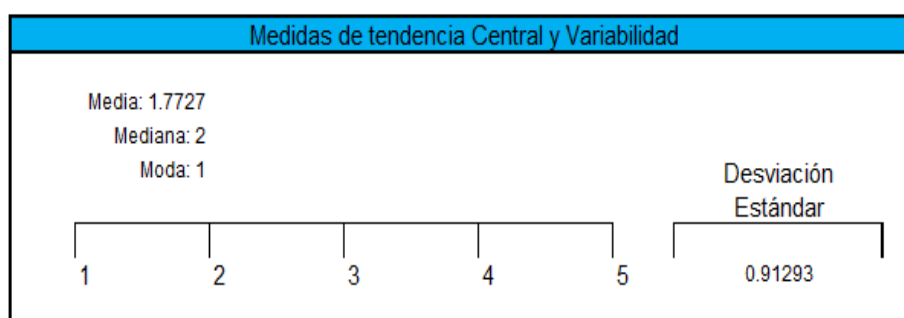 Medidas de tendencia Central y Variabilidad
Media: 1.7727
Mediana: 2
Moda: 1
Desviación
Estándar
1 2 3 4 5 0.91293